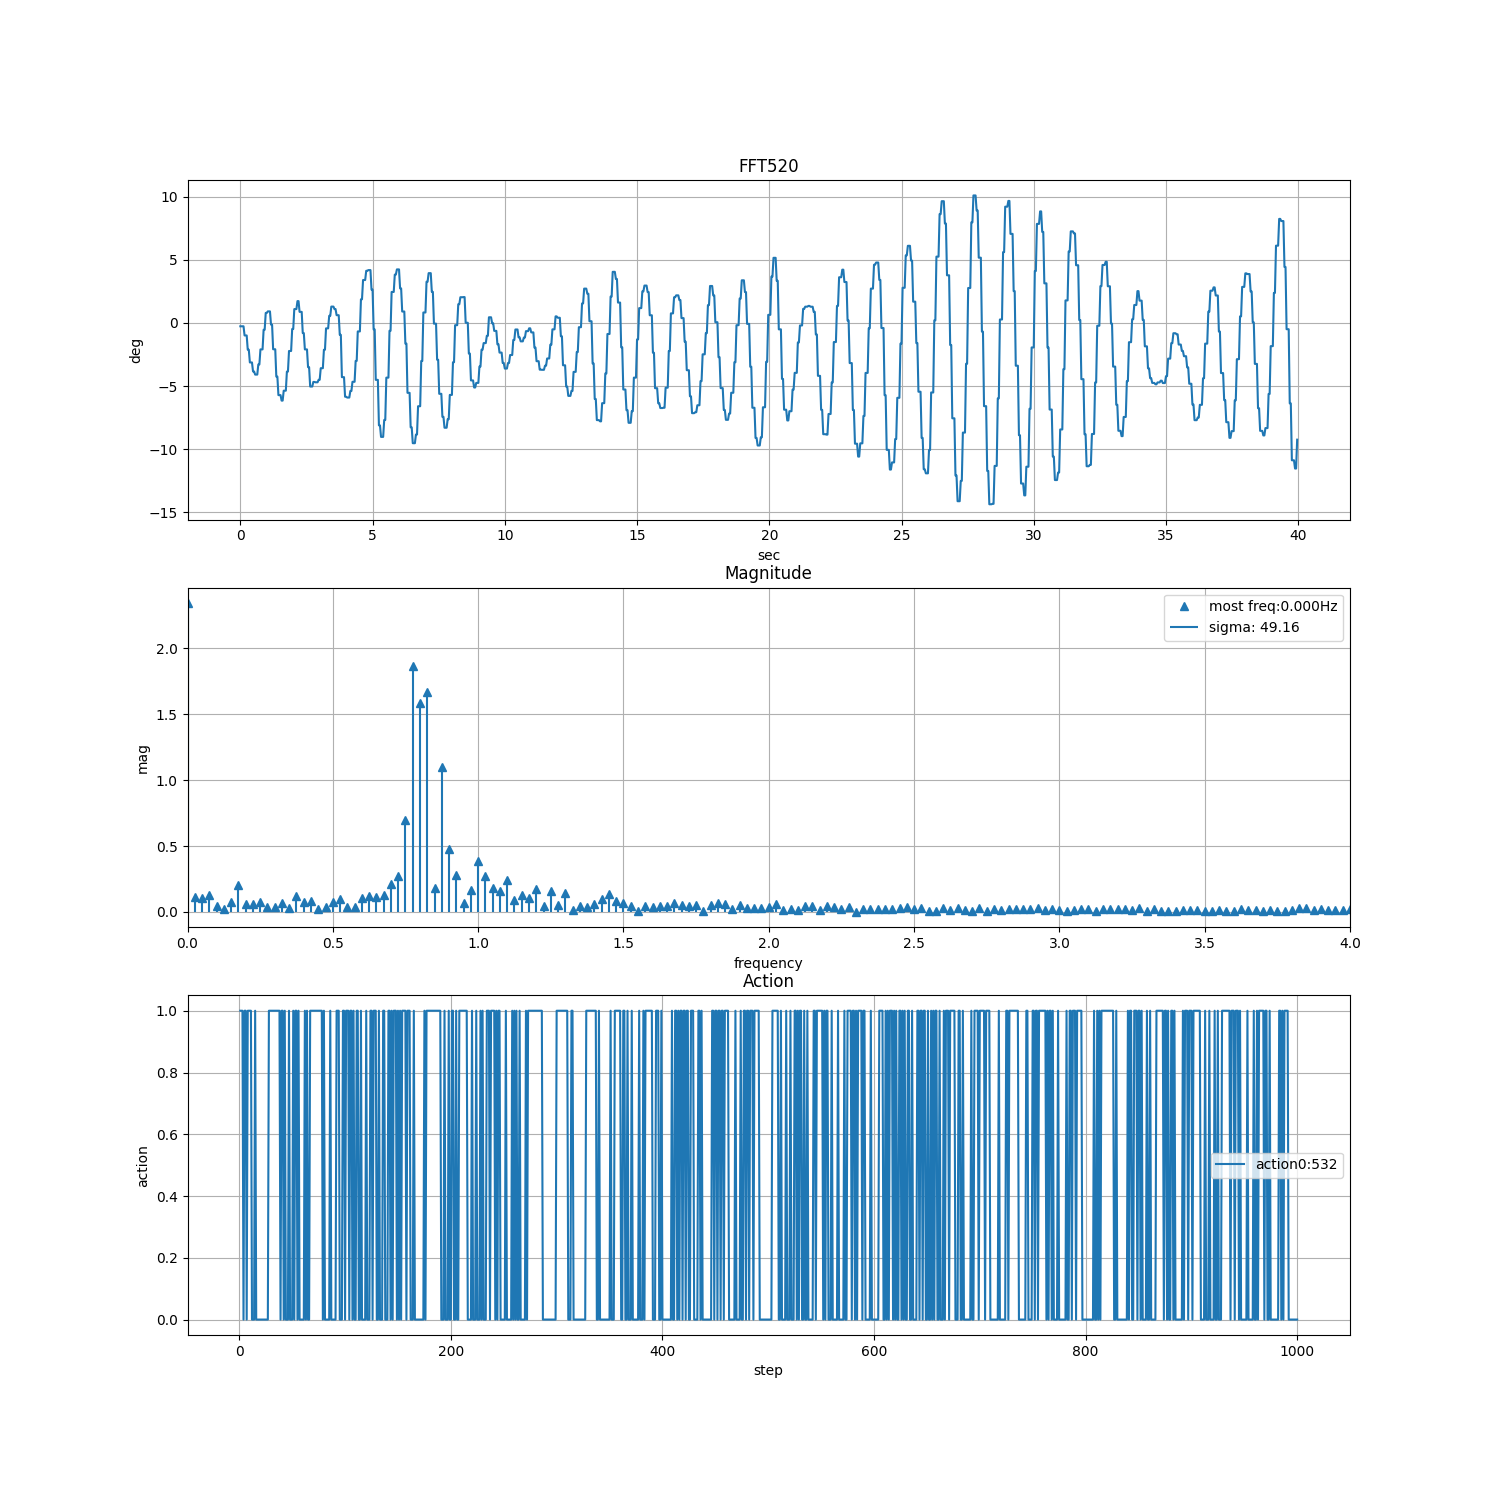 FFT520
10
5
0
−5
−10
−15
deg
0 5 10 15 20 25 30 35 40
sec
Magnitude
most freq:0.000Hz
sigma: 49.16
2.0
1.5
1.0
0.5
0.0
mag
0.0 0.5 1.0 1.5 2.0 2.5 3.0 3.5 4.0
frequency
Action
1.0
0.8
0.6
0.4
0.2
0.0
action
action0:532
0 200 400 600 800 1000
step